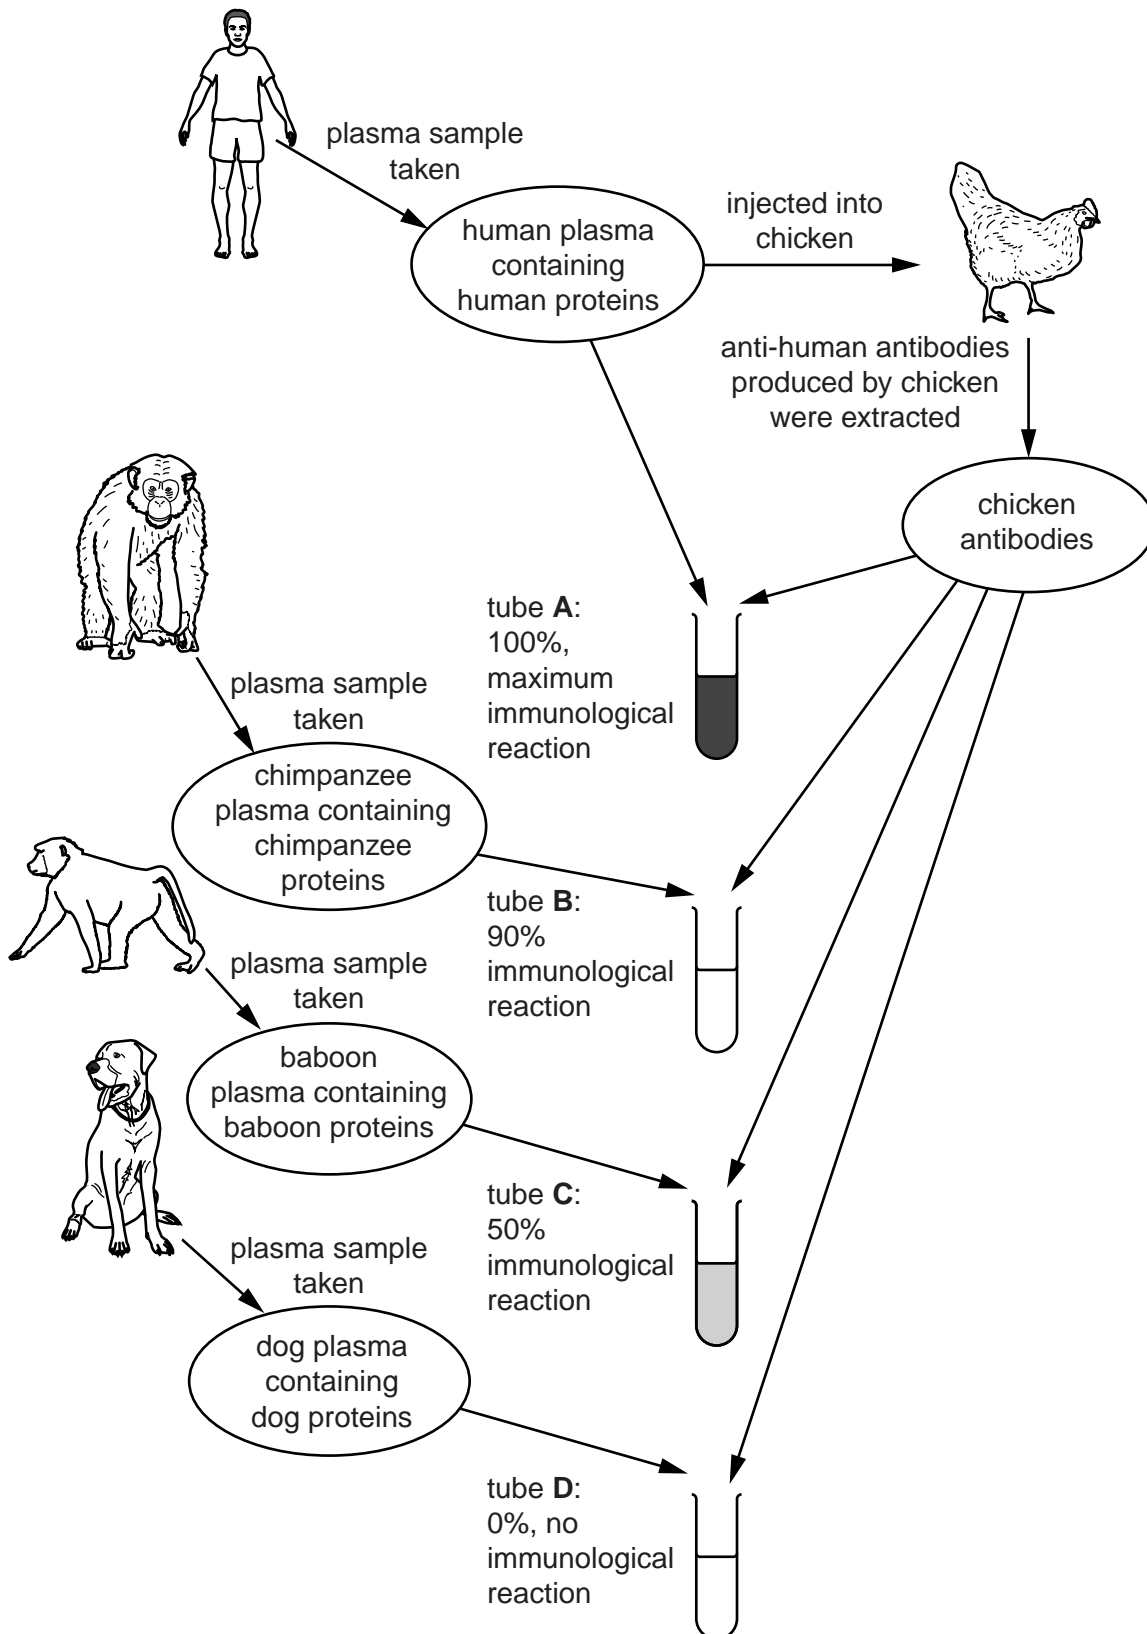 plasma sample
taken
human plasma
containing
human proteins
injected into
chicken
anti-human antibodies
produced by chicken
were extracted
chicken
antibodies
tube A:
100%,
maximum
immunological
reaction
plasma sample
taken
chimpanzee
plasma containing
chimpanzee
proteins
tube B:
90%
immunological
reaction
plasma sample
taken
baboon
plasma containing
baboon proteins
tube C:
50%
immunological
reaction
plasma sample
taken
dog plasma
containing
dog proteins
tube D:
0%, no
immunological
reaction